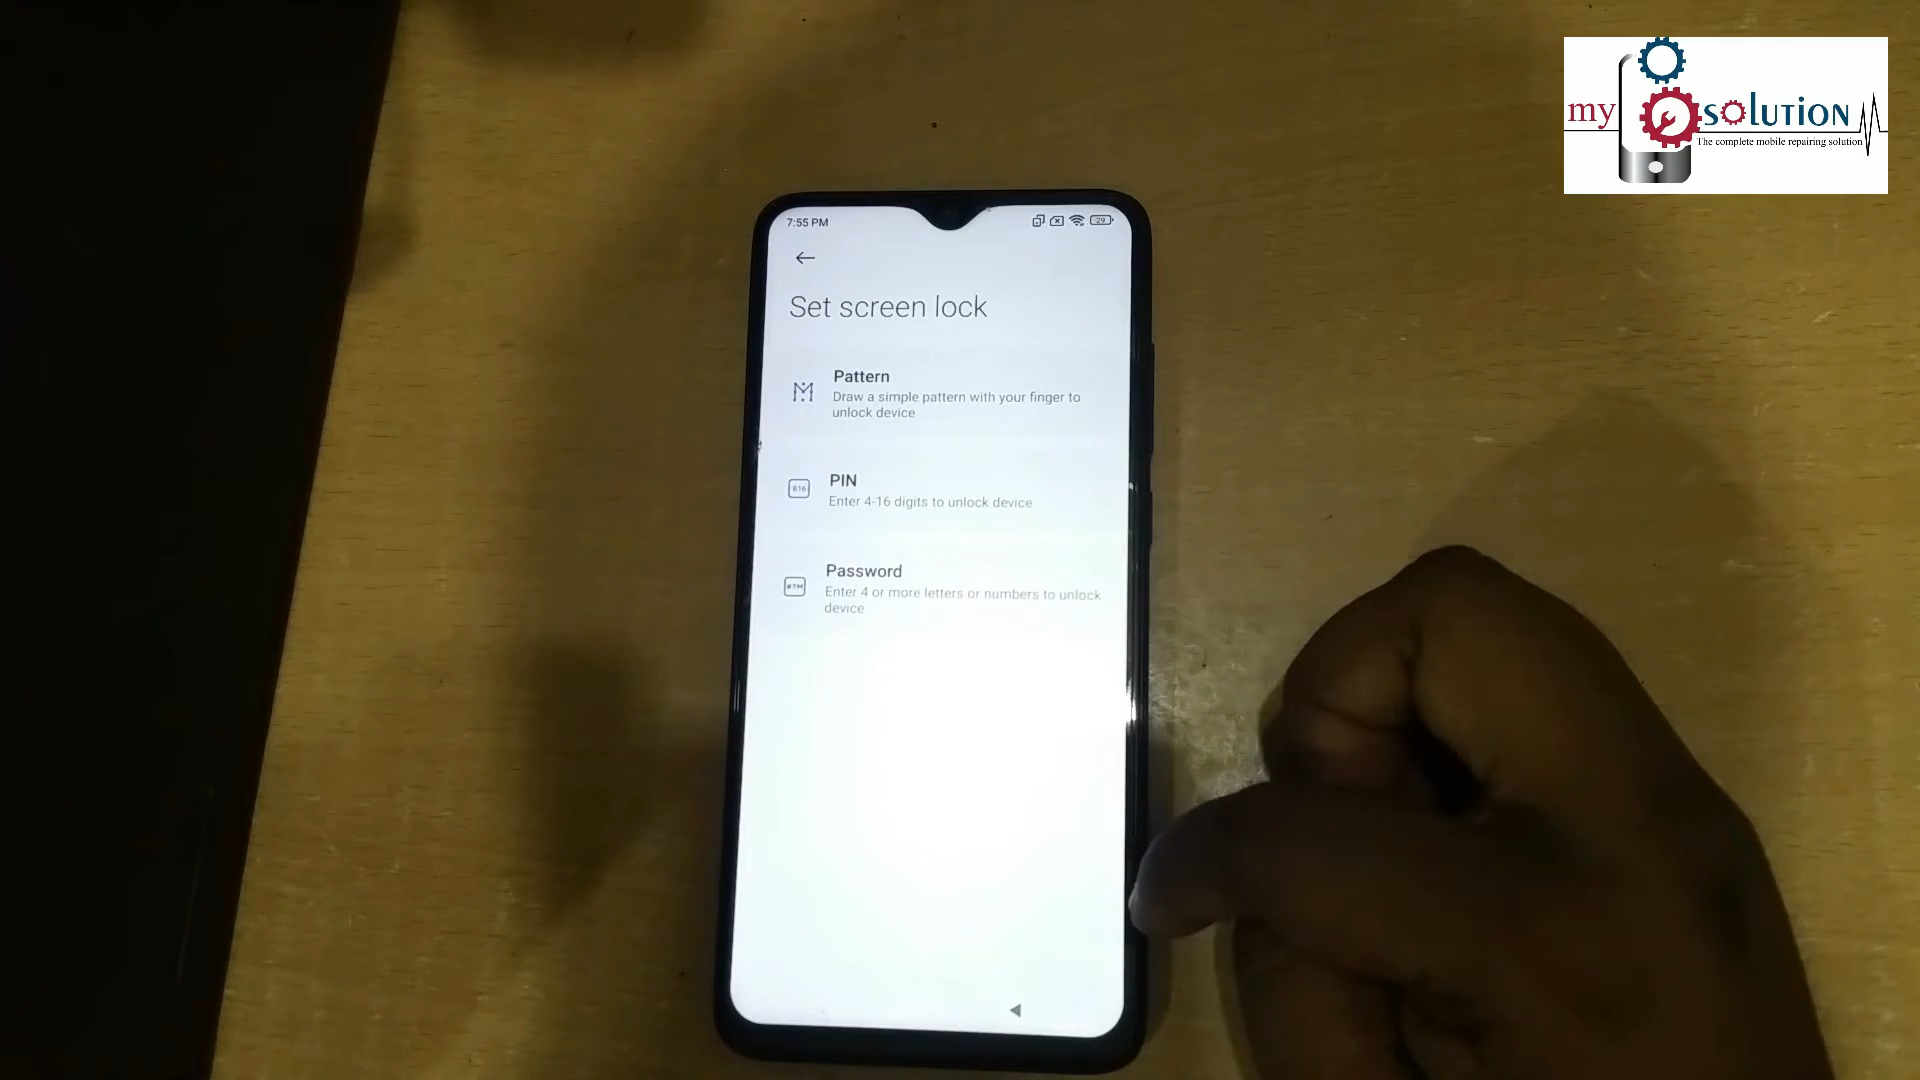 my solution
The complete mobile repairing solution
7:55 PM
29
Set screen lock
Pattern
Draw a simple pattern with your finger to
unlock device
PIN
Enter 4-16 digits to unlock device
Password
Enter 4 or more letters or numbers to unlock
device